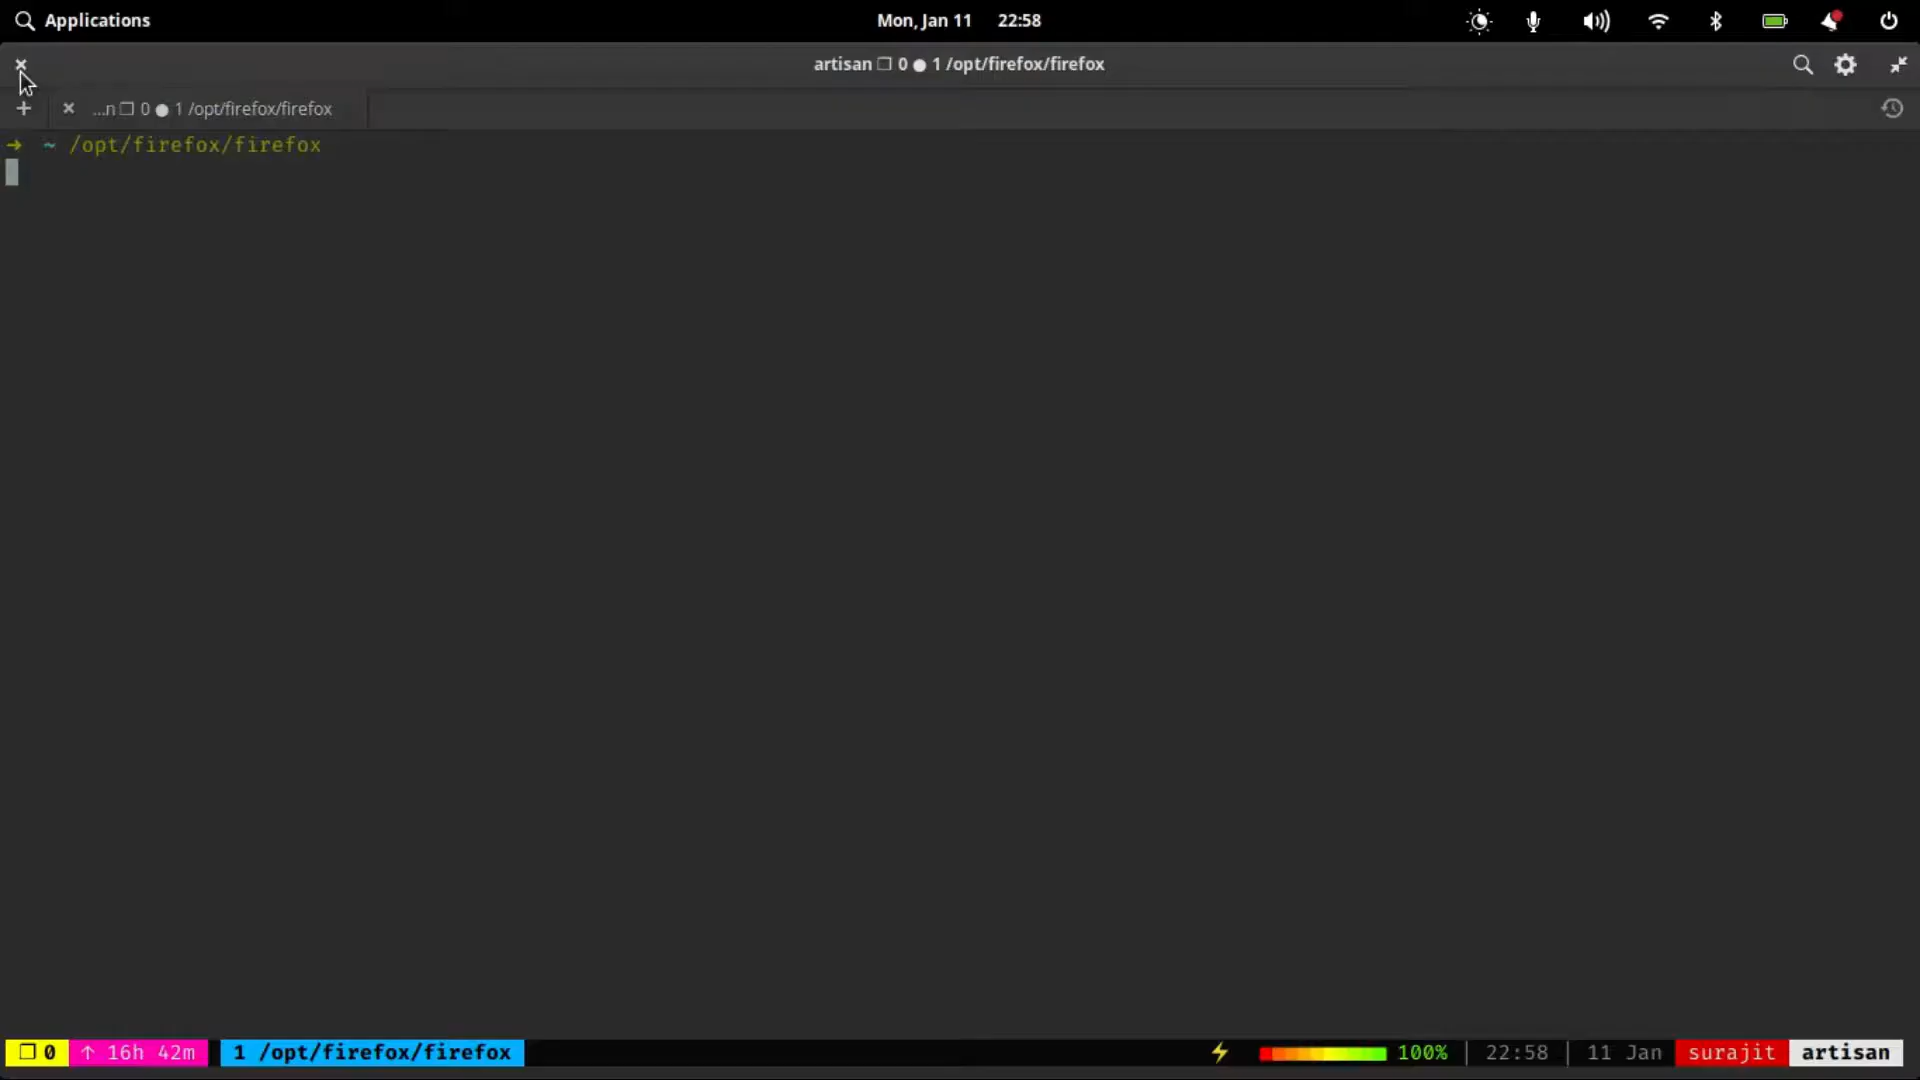 Applications
Mon, Jan 11 22:58
artisan ❐ 0 ● 1 /opt/firefox/firefox
...n ❐ 0 ● 1 /opt/firefox/firefox
➜ ~ /opt/firefox/firefox
❐ 0 ↑ 16h 42m 1 /opt/firefox/firefox
100% | 22:58 | 11 Jan surajit artisan